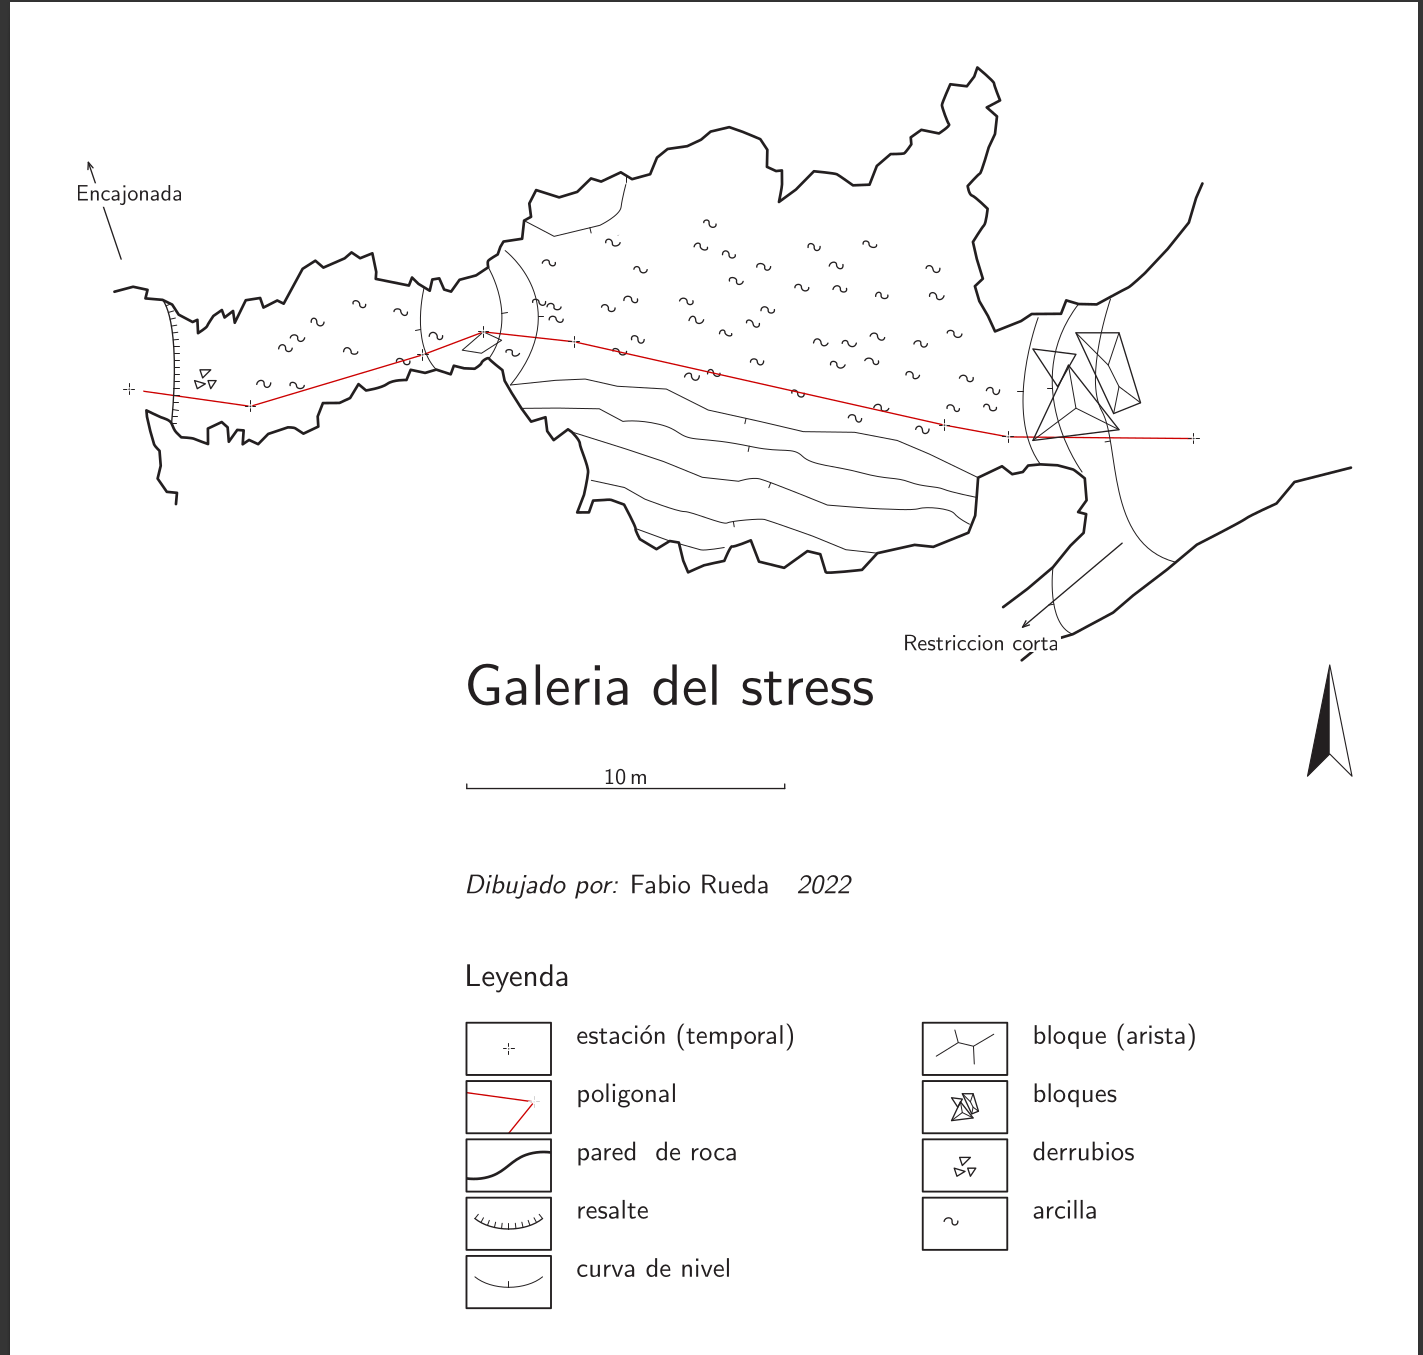 Encajonada
Restriccion corta
Galeria del stress
10 m
Dibujado por: Fabio Rueda 2022
Leyenda
estación (temporal)
poligonal
pared de roca
resalte
curva de nivel
bloque (arista)
bloques
derrubios
arcilla